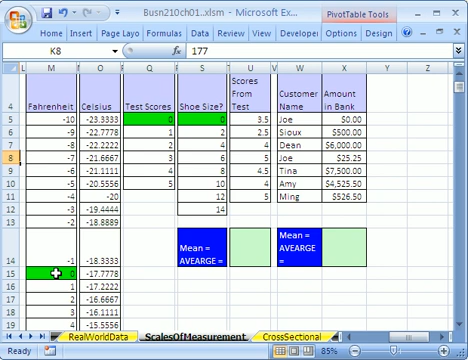 Busn210ch01..xlsm - Microsoft Ex...
PivotTable Tools
Home Insert Page Layo Formulas Data Review View Developer Options Design
K8 177
L M N O P Q R S T U V W X Y Z
4 Fahrenheit Celsius Test Scores Shoe Size? Scores From Test Customer Name Amount in Bank
5 -10 -23.3333 0 0 3.5 Joe $0.00
6 -9 -22.7778 1 2 2.5 Sioux $500.00
7 -8 -22.2222 2 4 4 Dean $6,000.00
8 -7 -21.6667 3 6 5 Joe $25.25
9 -6 -21.1111 4 8 4.5 Tina $7,500.00
10 -5 -20.5556 5 10 4 Amy $4,525.50
11 -4 -20 12 5 Ming $526.50
12 -3 -19.4444 14
13 -2 -18.8889
14 -1 -18.3333 Mean = AVEARGE = Mean = AVEARGE =
15 0 -17.7778
16 1 -17.2222
17 2 -16.6667
18 3 -16.1111
19 4 -15.5556
RealWorldData ScalesOfMeasurement CrossSectional
85%